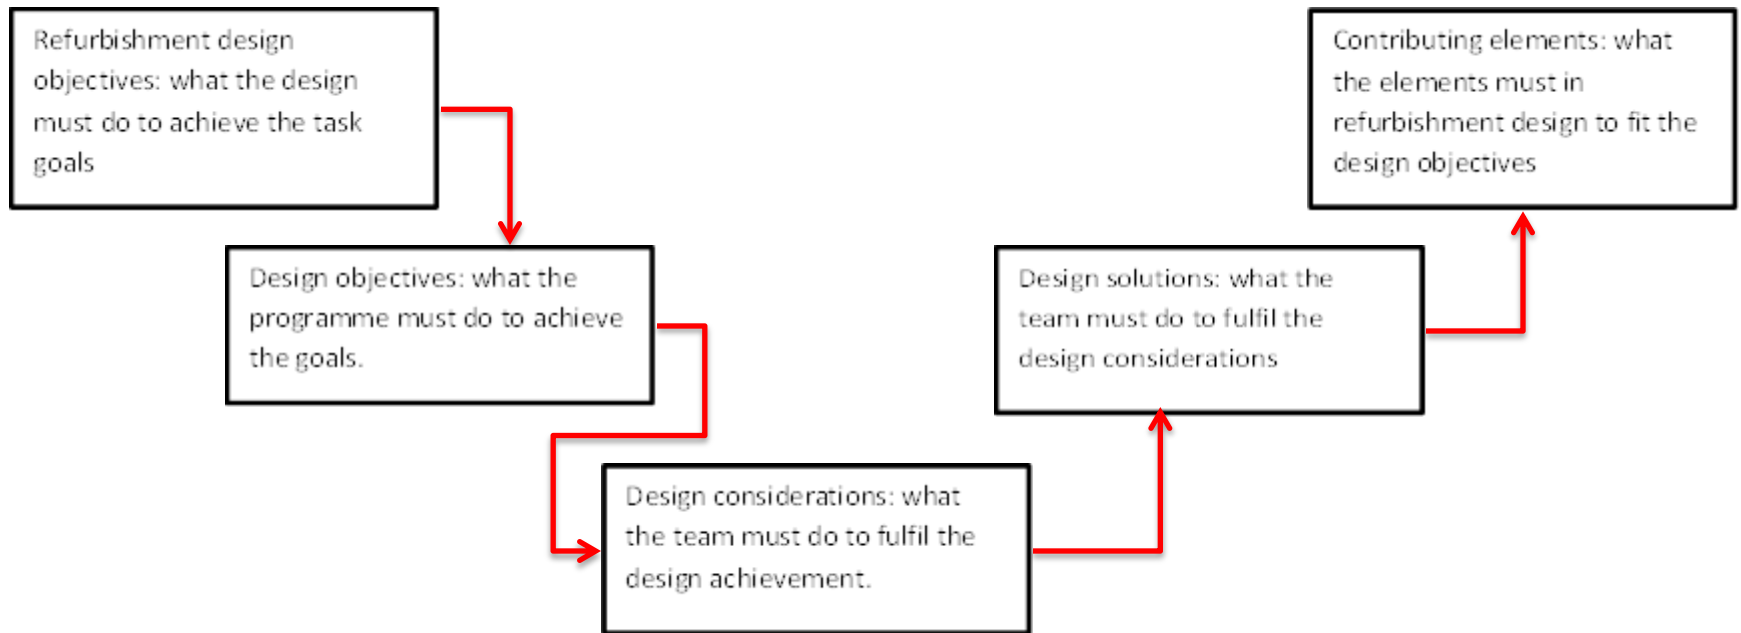 Refurbishment design
objectives: what the design
must do to achieve the task
goals
Design objectives: what the
programme must do to achieve
the goals.
Design considerations: what
the team must do to fulfil the
design achievement.
Design solutions: what the
team must do to fulfil the
design considerations
Contributing elements: what
the elements must in
refurbishment design to fit the
design objectives